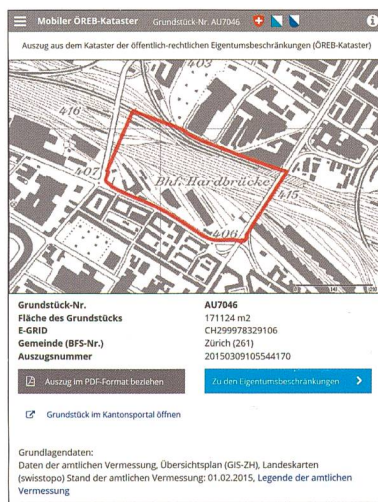 Mobiler ÖREB-Kataster Grundstück-Nr. AU7046
Auszug aus dem Kataster der öffentlich-rechtlichen Eigentumsbeschränkungen (ÖREB-Kataster)
403
416
407
Bhf. Hardbrücke
415
406
Grundstück-Nr. AU7046
Fläche des Grundstücks 171124 m2
E-GRID CH299978329106
Gemeinde (BFS-Nr.) Zürich (261)
Auszugsnummer 20150309105544170
Auszug im PDF-Format beziehen Zu den Eigentumsbeschränkungen
Grundstück im Kantonsportal öffnen
Grundlagendaten:
Daten der amtlichen Vermessung, Übersichtsplan (GIS-ZH), Landeskarten
(swisstopo) Stand der amtlichen Vermessung: 01.02.2015, Legende der amtlichen
Vermessung